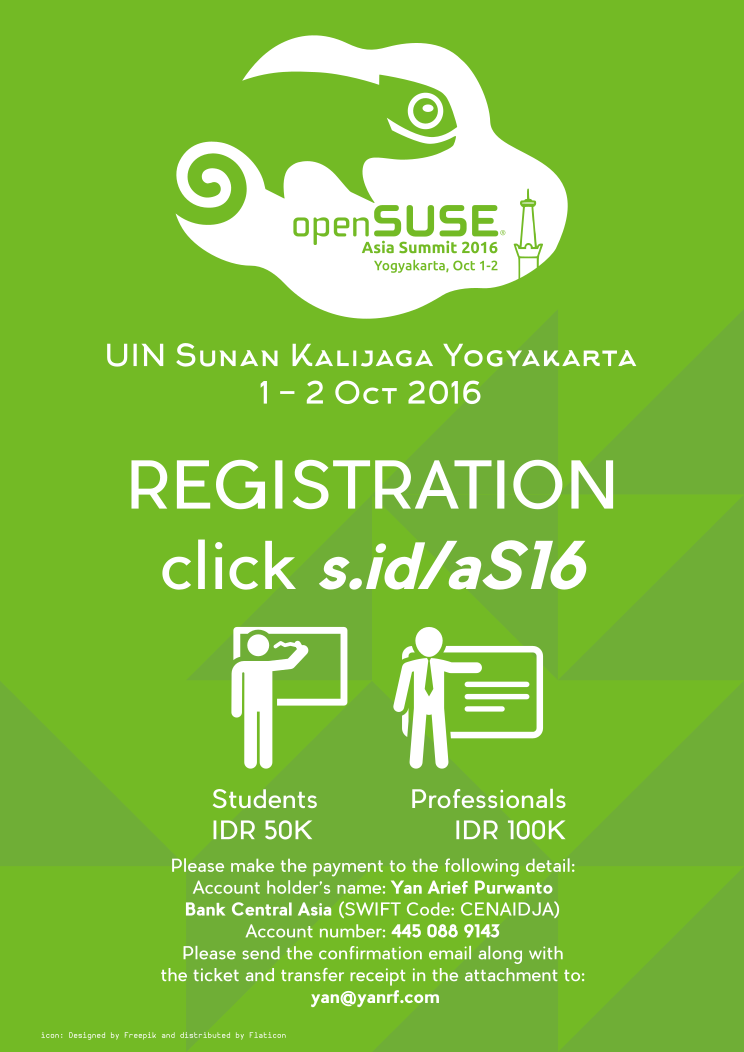 openSUSE®
Asia Summit 2016
Yogyakarta, Oct 1-2
UIN Sunan Kalijaga Yogyakarta
1 – 2 Oct 2016
REGISTRATION
click s.id/aS16
Students
IDR 50K
Professionals
IDR 100K
Please make the payment to the following detail:
Account holder's name: Yan Arief Purwanto
Bank Central Asia (SWIFT Code: CENAIDJA)
Account number: 445 088 9143
Please send the confirmation email along with
the ticket and transfer receipt in the attachment to:
yan@yanrf.com
icon: Designed by Freepik and distributed by Flaticon